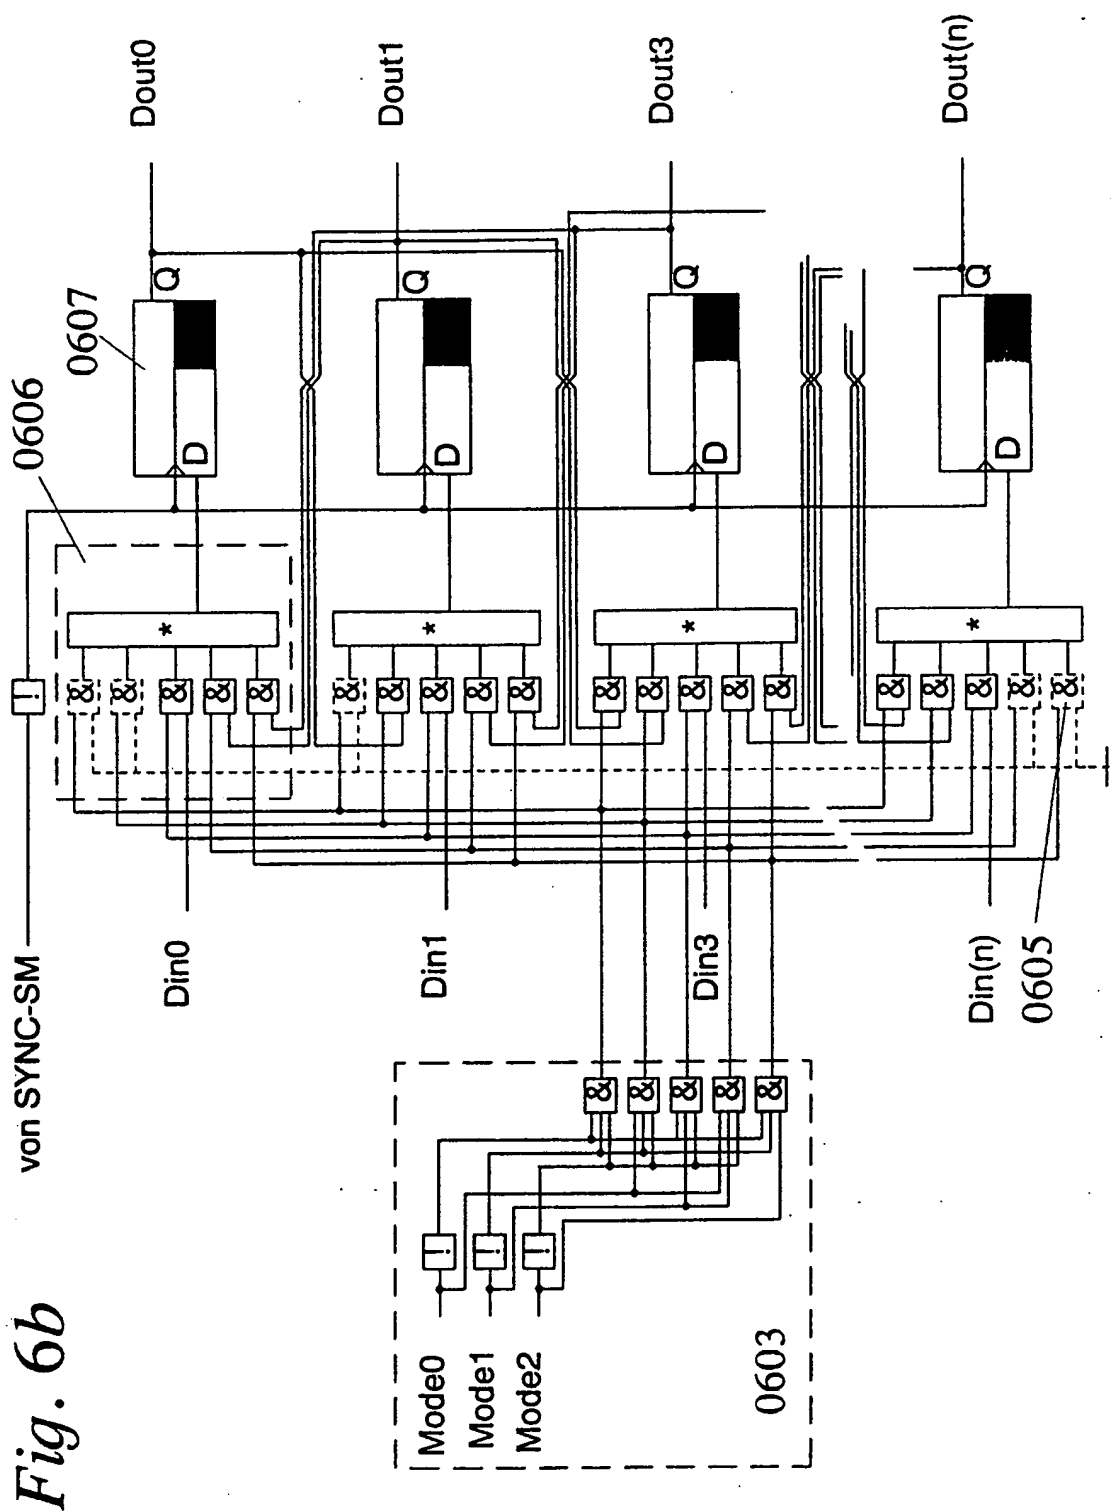 Fig. 6b
von SYNC-SM
!
0606
0607
Dout0
Q
D
*
&
&
&
&
&
Din0
Dout1
Q
D
*
&
&
&
&
&
Din1
Dout3
Q
D
*
&
&
&
&
&
Din3
Dout(n)
Q
D
*
&
&
&
&
&
Din(n)
0605
Mode0
Mode1
Mode2
!
!
!
&
&
&
&
&
0603